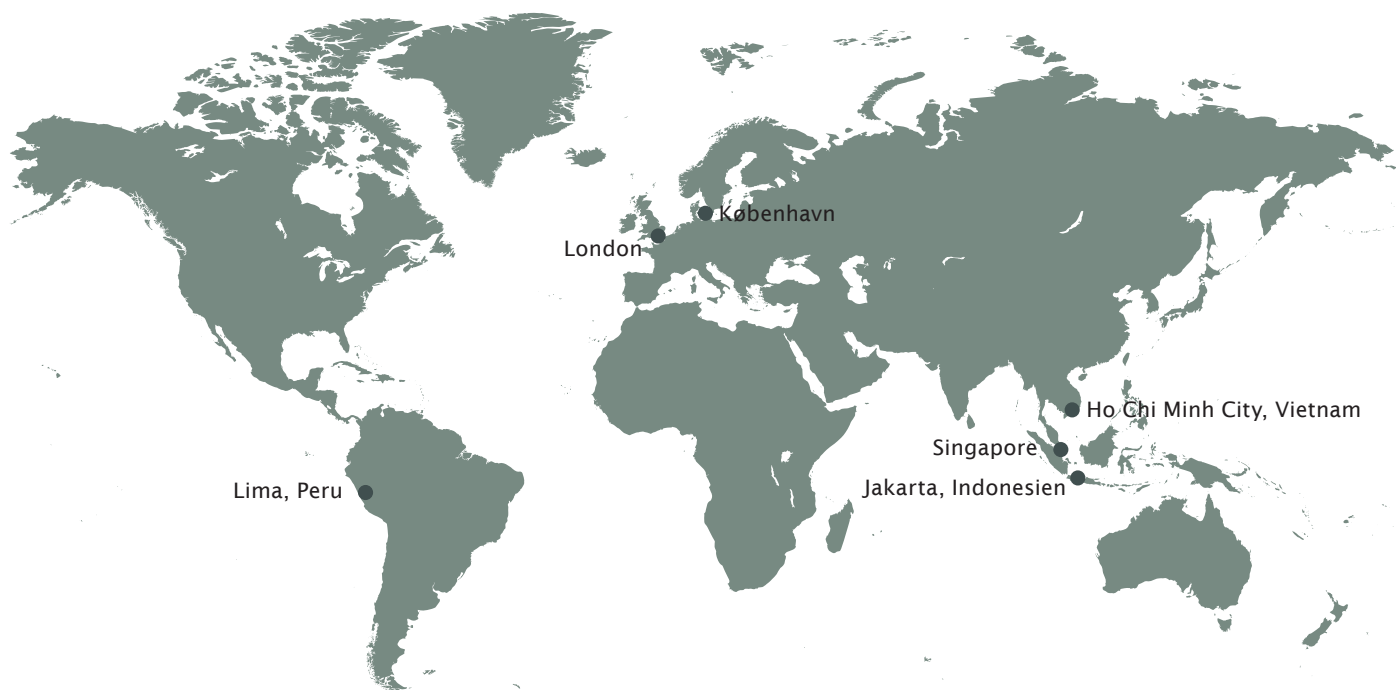 København
London
Ho Chi Minh City, Vietnam
Singapore
Jakarta, Indonesien
Lima, Peru